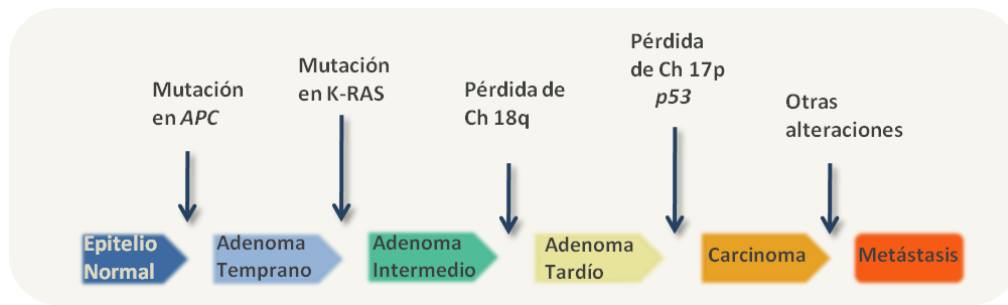 Mutación
en APC
Mutación
en K-RAS
Pérdida de
Ch 18q
Pérdida
de Ch 17p
p53
Otras
alteraciones
Epitelio
Normal
Adenoma
Temprano
Adenoma
Intermedio
Adenoma
Tardío
Carcinoma
Metástasis